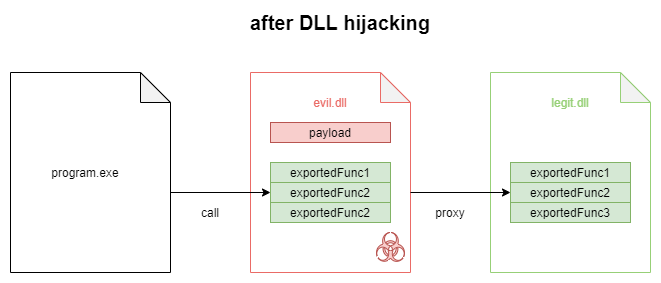 after DLL hijacking
evil.dll
legit.dll
payload
program.exe
exportedFunc1
exportedFunc1
exportedFunc2
exportedFunc2
call
exportedFunc2
proxy
exportedFunc3